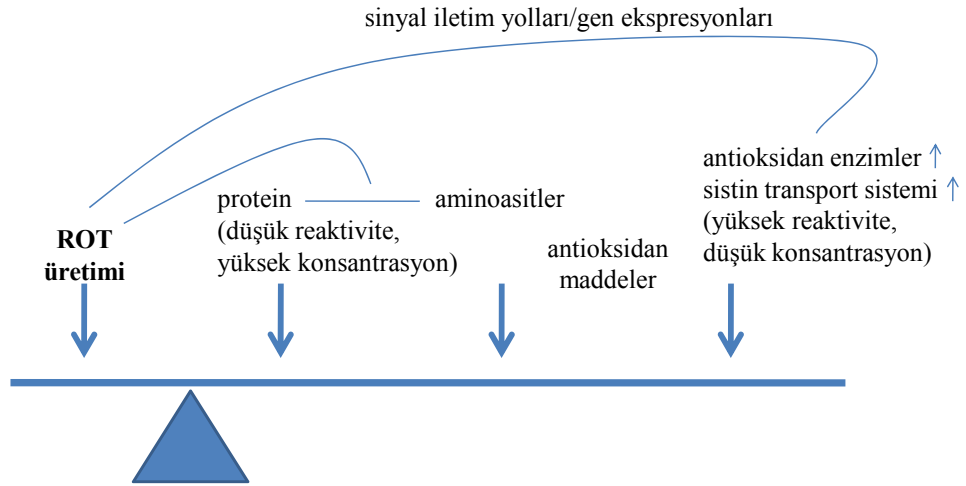 sinyal iletim yolları/gen ekspresyonları
ROT
üretimi
protein
(düşük reaktivite,
yüksek konsantrasyon)
aminoasitler
antioksidan
maddeler
antioksidan enzimler ↑
sistin transport sistemi ↑
(yüksek reaktivite,
düşük konsantrasyon)